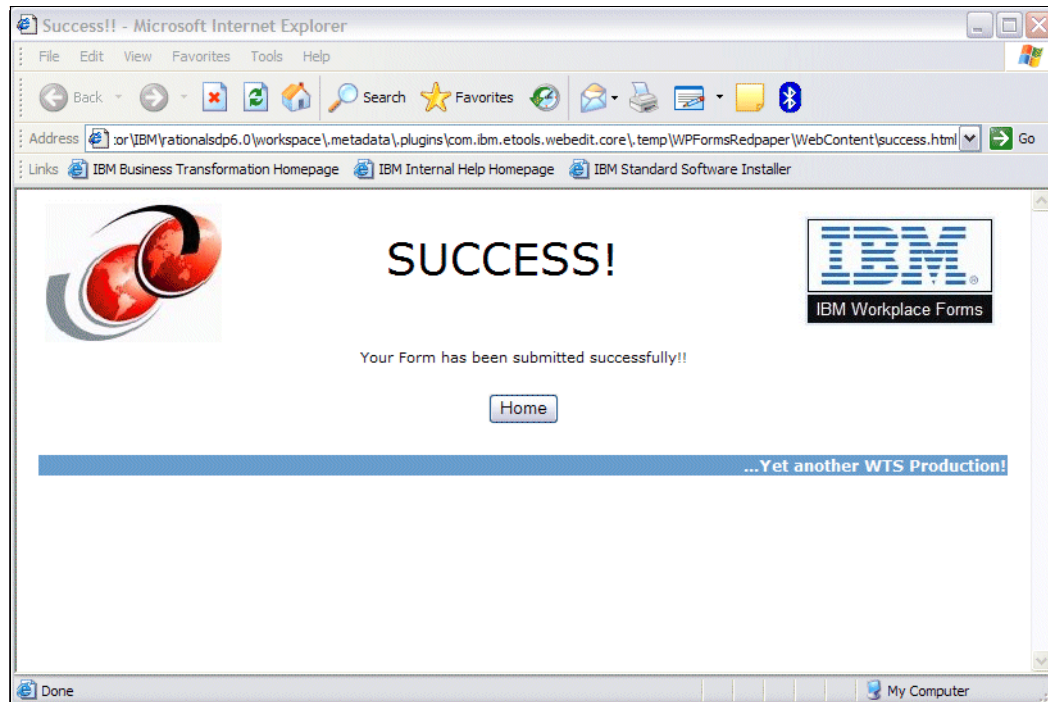 Success!! - Microsoft Internet Explorer
File Edit View Favorites Tools Help
Back Search Favorites
Address :or\IBM\rationalsdp6.0\workspace\.metadata\.plugins\com.ibm.etools.webedit.core\.temp\WPFormsRedpaper\WebContent\success.html Go
Links IBM Business Transformation Homepage IBM Internal Help Homepage IBM Standard Software Installer
SUCCESS!
IBM®
IBM Workplace Forms
Your Form has been submitted successfully!!
Home
...Yet another WTS Production!
Done My Computer